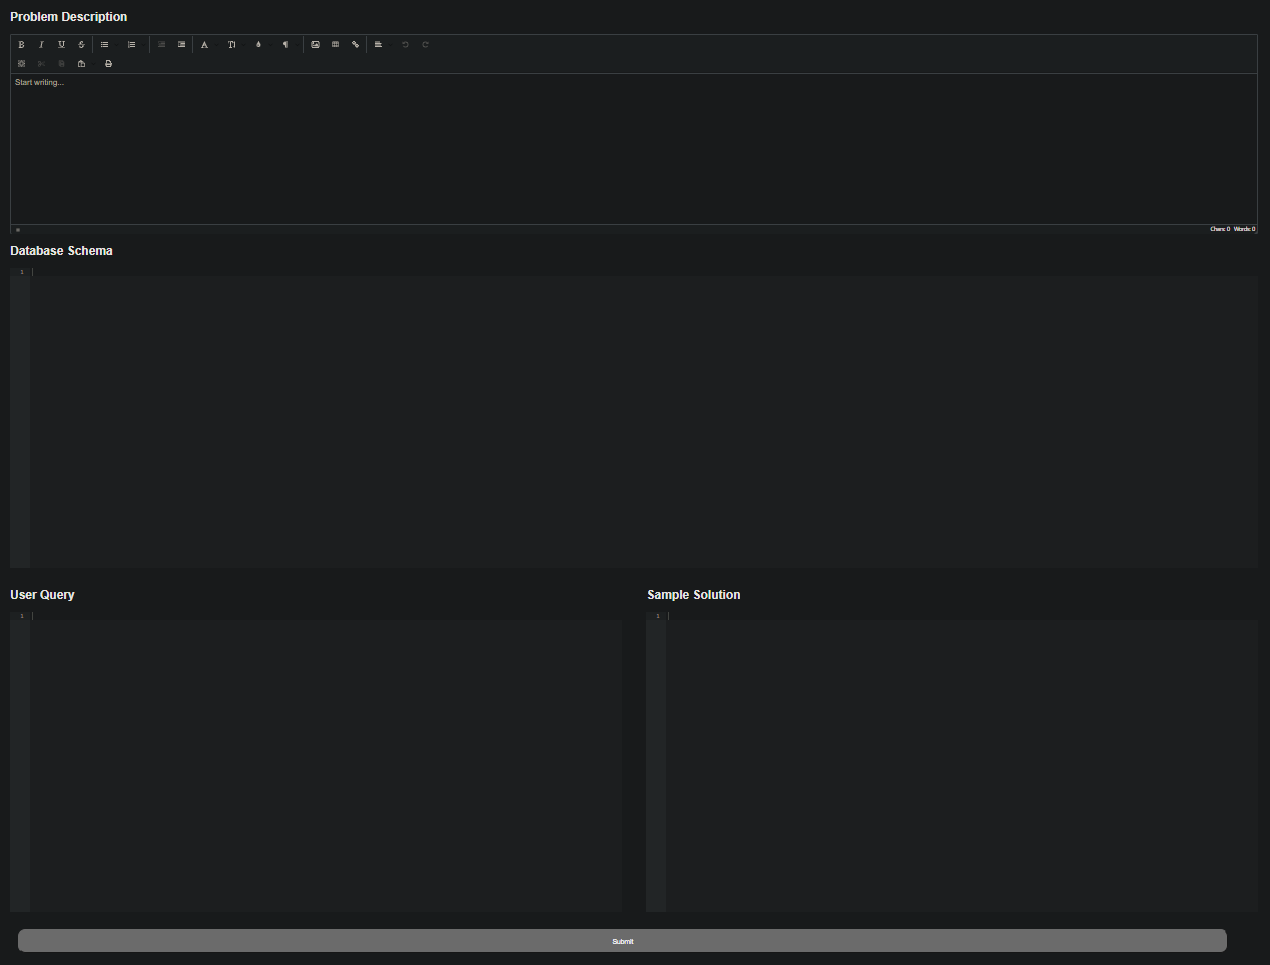 Problem Description
Start writing...
Chars: 0 Words: 0
Database Schema
1
User Query
1
Sample Solution
1
Submit